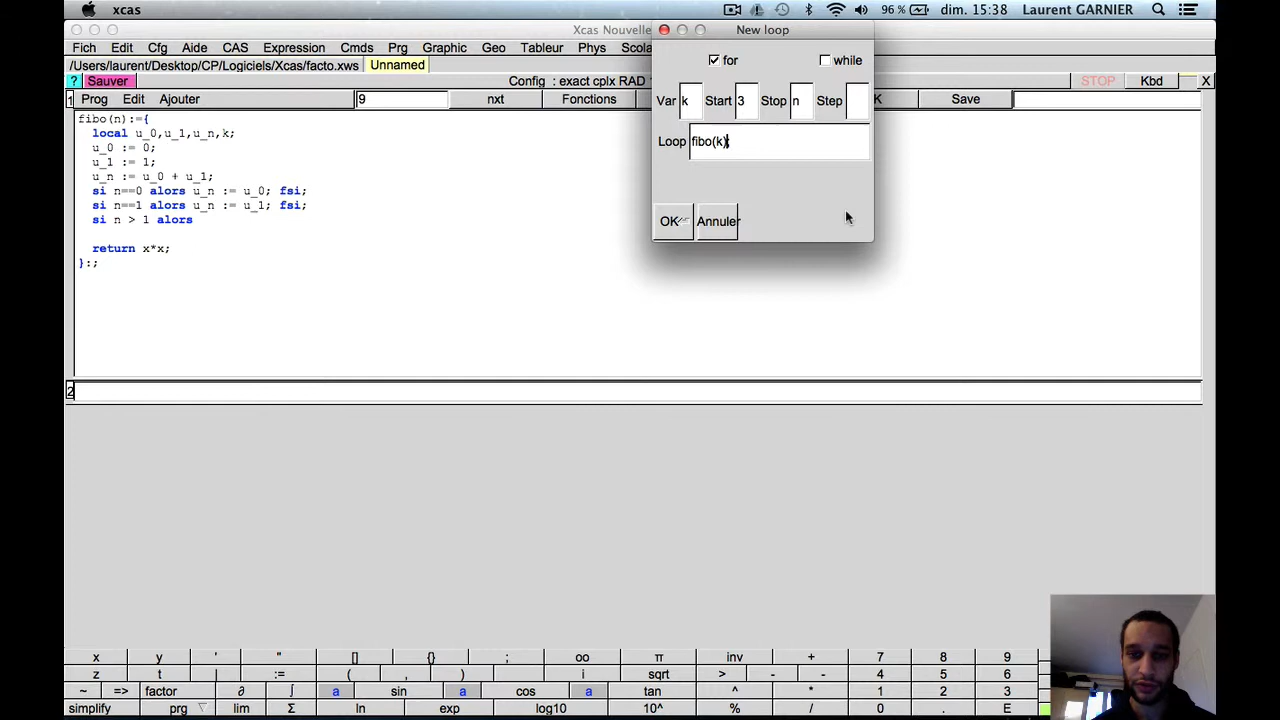 xcas 96 % dim. 15:38 Laurent GARNIER
Xcas Nouvelle
New loop
Fich Edit Cfg Aide CAS Expression Cmds Prg Graphic Geo Tableur Phys Scola
/Users/laurent/Desktop/CP/Logiciels/Xcas/facto.xws Unnamed
? Sauver Config : exact cplx RAD STOP Kbd X
1 Prog Edit Ajouter 9 nxt Fonctions K Save
for while
Var k Start 3 Stop n Step
Loop fibo(k);
OK Annuler
fibo(n):={
local u_0,u_1,u_n,k;
u_0 := 0;
u_1 := 1;
u_n := u_0 + u_1;
si n==0 alors u_n := u_0; fsi;
si n==1 alors u_n := u_1; fsi;
si n > 1 alors
return x*x;
}:;
2
x y ' " [] {} ; oo π inv + 7 8 9
z t | := ( , ) i sqrt > - - 4 5 6
~ => factor ∂ ∫ a sin a cos a tan ^ * 1 2 3
simplify prg lim Σ ln exp log10 10^ % / 0 . E